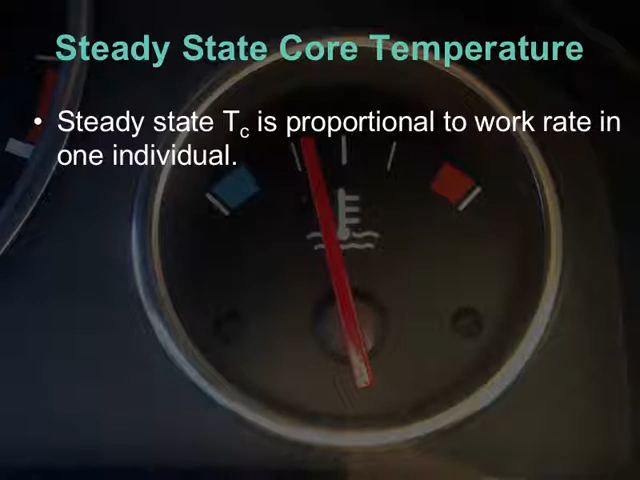 Steady State Core Temperature
• Steady state Tc is proportional to work rate in
one individual.